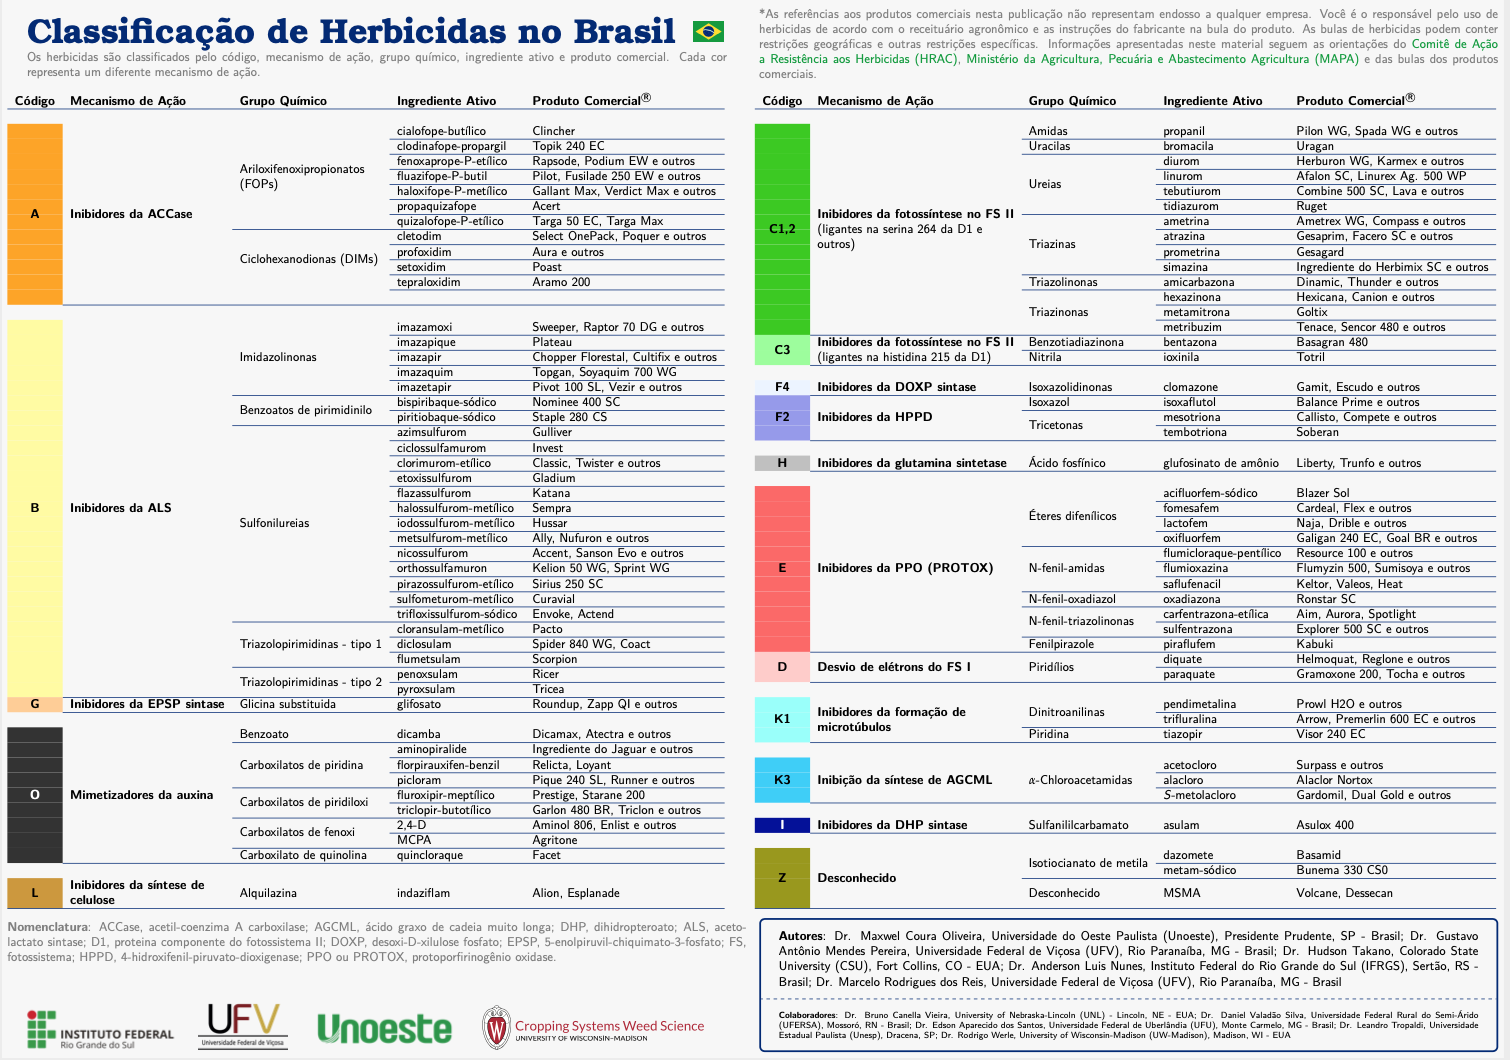 Classificação de Herbicidas no Brasil
Os herbicidas são classificados pelo código, mecanismo de ação, grupo químico, ingrediente ativo e produto comercial. Cada cor
representa um diferente mecanismo de ação.
Código Mecanismo de Ação Grupo Químico Ingrediente Ativo Produto Comercial®
A Inibidores da ACCase
Ariloxifenoxipropionatos
(FOPs)
cialofope-butílico Clincher
clodinafope-propargil Topik 240 EC
fenoxaprope-P-etílico Rapsode, Podium EW e outros
fluazifope-P-butil Pilot, Fusilade 250 EW e outros
haloxifope-P-metílico Gallant Max, Verdict Max e outros
propaquizafope Acert
quizalofope-P-etílico Targa 50 EC, Targa Max
Ciclohexanodionas (DIMs)
cletodim Select OnePack, Poquer e outros
profoxidim Aura e outros
setoxidim Poast
tepraloxidim Aramo 200
B Inibidores da ALS
Imidazolinonas
imazamoxi Sweeper, Raptor 70 DG e outros
imazapique Plateau
imazapir Chopper Florestal, Cultifix e outros
imazaquim Topgan, Soyaquim 700 WG
imazetapir Pivot 100 SL, Vezir e outros
Benzoatos de pirimidinilo
bispiribaque-sódico Nominee 400 SC
piritiobaque-sódico Staple 280 CS
Sulfonilureias
azimsulfurom Gulliver
ciclossulfamurom Invest
clorimurom-etílico Classic, Twister e outros
etoxissulfurom Gladium
flazassulfurom Katana
halossulfurom-metílico Sempra
iodossulfurom-metílico Hussar
metsulfurom-metílico Ally, Nufuron e outros
nicossulfurom Accent, Sanson Evo e outros
orthossulfamuron Kelion 50 WG, Sprint WG
pirazossulfurom-etílico Sirius 250 SC
sulfometurom-metílico Curavial
trifloxissulfurom-sódico Envoke, Actend
Triazolopirimidinas - tipo 1
cloransulam-metílico Pacto
diclosulam Spider 840 WG, Coact
flumetsulam Scorpion
Triazolopirimidinas - tipo 2
penoxsulam Ricer
pyroxsulam Tricea
G Inibidores da EPSP sintase Glicina substituida glifosato Roundup, Zapp QI e outros
O Mimetizadores da auxina
Benzoato dicamba Dicamax, Atectra e outros
Carboxilatos de piridina
aminopiralide Ingrediente do Jaguar e outros
florpirauxifen-benzil Relicta, Loyant
picloram Pique 240 SL, Runner e outros
Carboxilatos de piridiloxi
fluroxipir-meptílico Prestige, Starane 200
triclopir-butotílico Garlon 480 BR, Triclon e outros
Carboxilatos de fenoxi
2,4-D Aminol 806, Enlist e outros
MCPA Agritone
Carboxilato de quinolina quincloraque Facet
L Inibidores da síntese de
celulose
Alquilazina indaziflam Alion, Esplanade
Nomenclatura: ACCase, acetil-coenzima A carboxilase; AGCML, ácido graxo de cadeia muito longa; DHP, dihidropteroato; ALS, aceto-
lactato sintase; D1, proteina componente do fotossistema II; DOXP, desoxi-D-xilulose fosfato; EPSP, 5-enolpiruvil-chiquimato-3-fosfato; FS,
fotossistema; HPPD, 4-hidroxifenil-piruvato-dioxigenase; PPO ou PROTOX, protoporfirinogênio oxidase.
INSTITUTO FEDERAL
Rio Grande do Sul
UFV
Universidade Federal de Viçosa
Unoeste
W
Cropping Systems Weed Science
UNIVERSITY OF WISCONSIN–MADISON
*As referências aos produtos comerciais nesta publicação não representam endosso a qualquer empresa. Você é o responsável pelo uso de
herbicidas de acordo com o receituário agronômico e as instruções do fabricante na bula do produto. As bulas de herbicidas podem conter
restrições geográficas e outras restrições específicas. Informações apresentadas neste material seguem as orientações do Comitê de Ação
a Resistência aos Herbicidas (HRAC), Ministério da Agricultura, Pecuária e Abastecimento Agricultura (MAPA) e das bulas dos produtos
comerciais.
Código Mecanismo de Ação Grupo Químico Ingrediente Ativo Produto Comercial®
C1,2 Inibidores da fotossíntese no FS II
(ligantes na serina 264 da D1 e
outros)
Amidas propanil Pilon WG, Spada WG e outros
Uracilas bromacila Uragan
Ureias
diurom Herburon WG, Karmex e outros
linurom Afalon SC, Linurex Ag. 500 WP
tebutiurom Combine 500 SC, Lava e outros
tidiazurom Ruget
Triazinas
ametrina Ametrex WG, Compass e outros
atrazina Gesaprim, Facero SC e outros
prometrina Gesagard
simazina Ingrediente do Herbimix SC e outros
Triazolinonas amicarbazona Dinamic, Thunder e outros
Triazinonas
hexazinona Hexicana, Canion e outros
metamitrona Goltix
metribuzim Tenace, Sencor 480 e outros
C3 Inibidores da fotossíntese no FS II
(ligantes na histidina 215 da D1)
Benzotiadiazinona bentazona Basagran 480
Nitrila ioxinila Totril
F4 Inibidores da DOXP sintase Isoxazolidinonas clomazone Gamit, Escudo e outros
F2 Inibidores da HPPD
Isoxazol isoxaflutol Balance Prime e outros
Tricetonas
mesotriona Callisto, Compete e outros
tembotriona Soberan
H Inibidores da glutamina sintetase Ácido fosfínico glufosinato de amônio Liberty, Trunfo e outros
E Inibidores da PPO (PROTOX)
Éteres difenílicos
acifluorfem-sódico Blazer Sol
fomesafem Cardeal, Flex e outros
lactofem Naja, Drible e outros
oxifluorfem Galigan 240 EC, Goal BR e outros
N-fenil-amidas
flumicloraque-pentílico Resource 100 e outros
flumioxazina Flumyzin 500, Sumisoya e outros
saflufenacil Keltor, Valeos, Heat
N-fenil-oxadiazol oxadiazona Ronstar SC
N-fenil-triazolinonas
carfentrazona-etílica Aim, Aurora, Spotlight
sulfentrazona Explorer 500 SC e outros
Fenilpirazole piraflufem Kabuki
D Desvio de elétrons do FS I
Piridílios
diquate Helmoquat, Reglone e outros
paraquate Gramoxone 200, Tocha e outros
K1 Inibidores da formação de
microtúbulos
Dinitroanilinas
pendimetalina Prowl H2O e outros
trifluralina Arrow, Premerlin 600 EC e outros
Piridina tiazopir Visor 240 EC
K3 Inibição da síntese de AGCML
α-Chloroacetamidas
acetocloro Surpass e outros
alacloro Alaclor Nortox
S-metolacloro Gardomil, Dual Gold e outros
I Inibidores da DHP sintase Sulfanililcarbamato asulam Asulox 400
Z Desconhecido
Isotiocianato de metila
dazomete Basamid
metam-sódico Bunema 330 CS0
Desconhecido MSMA Volcane, Dessecan
Autores: Dr. Maxwel Coura Oliveira, Universidade do Oeste Paulista (Unoeste), Presidente Prudente, SP - Brasil; Dr. Gustavo
Antônio Mendes Pereira, Universidade Federal de Viçosa (UFV), Rio Paranaíba, MG - Brasil; Dr. Hudson Takano, Colorado State
University (CSU), Fort Collins, CO - EUA; Dr. Anderson Luis Nunes, Instituto Federal do Rio Grande do Sul (IFRGS), Sertão, RS -
Brasil; Dr. Marcelo Rodrigues dos Reis, Universidade Federal de Viçosa (UFV), Rio Paranaíba, MG - Brasil
Colaboradores: Dr. Bruno Canella Vieira, University of Nebraska-Lincoln (UNL) - Lincoln, NE - EUA; Dr. Daniel Valadão Silva, Universidade Federal Rural do Semi-Árido
(UFERSA), Mossoró, RN - Brasil; Dr. Edson Aparecido dos Santos, Universidade Federal de Uberlândia (UFU), Monte Carmelo, MG - Brasil; Dr. Leandro Tropaldi, Universidade
Estadual Paulista (Unesp), Dracena, SP; Dr. Rodrigo Werle, University of Wisconsin-Madison (UW-Madison), Madison, WI - EUA